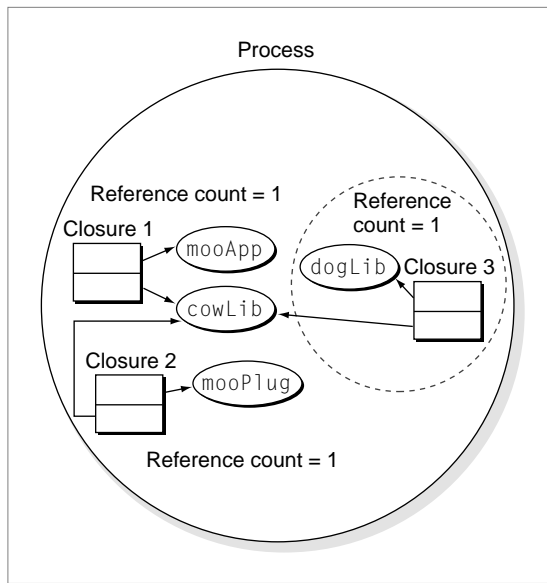 Process
Reference count = 1
Reference
count = 1
Closure 1
mooApp
dogLib
Closure 3
cowLib
Closure 2
mooPlug
Reference count = 1